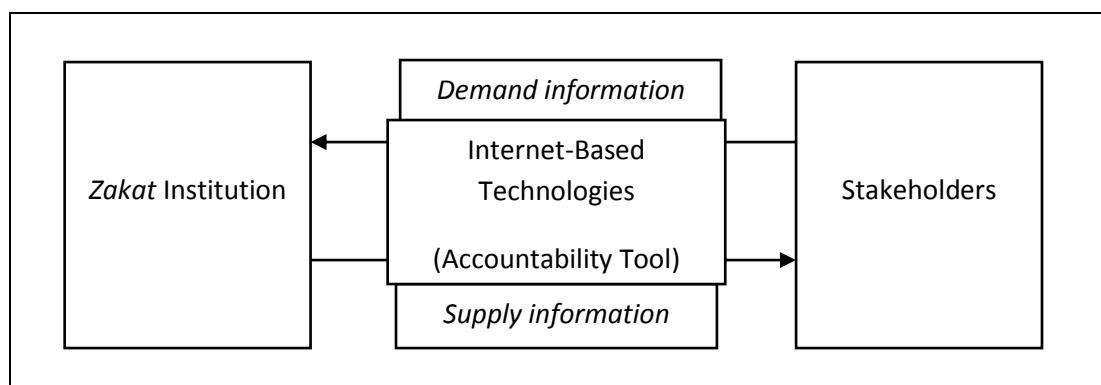 Demand information
Zakat Institution
Internet-Based
Technologies
(Accountability Tool)
Stakeholders
Supply information